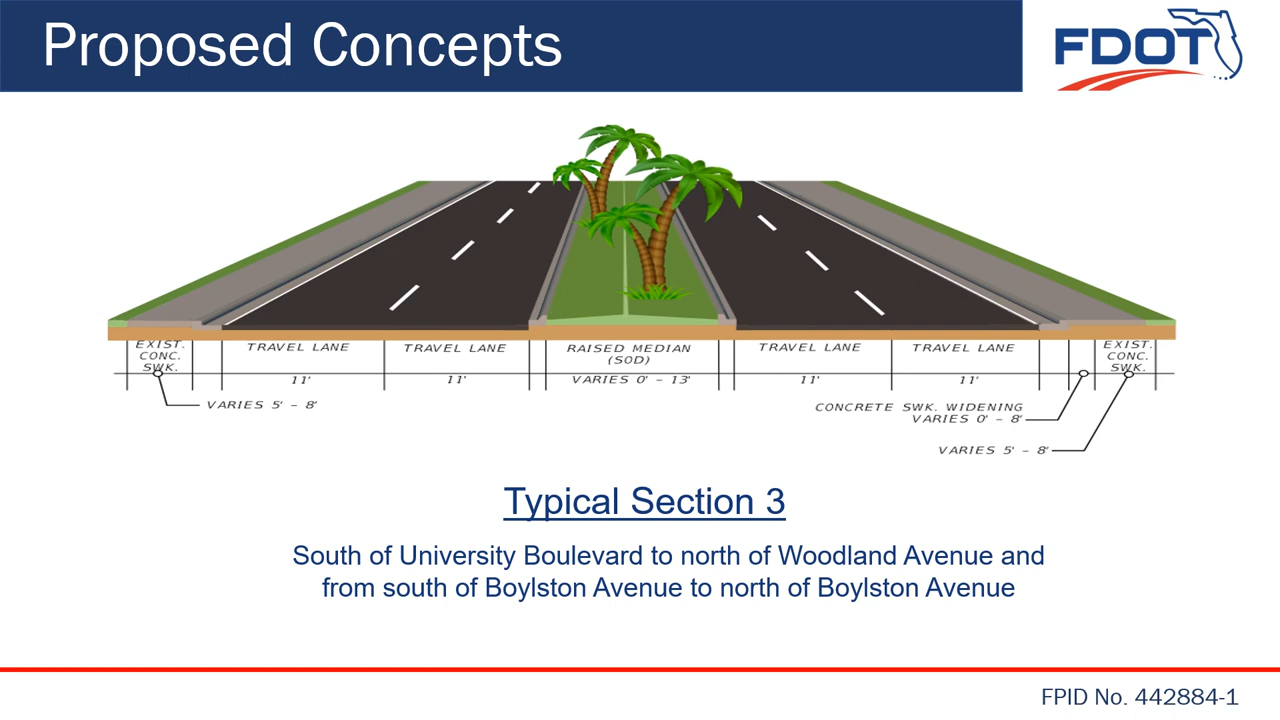 Proposed Concepts
FDOT
EXIST.
CONC.
SWK.
TRAVEL LANE
TRAVEL LANE
RAISED MEDIAN
(SOD)
TRAVEL LANE
TRAVEL LANE
EXIST.
CONC.
SWK.
11'
11'
VARIES 0' – 13'
11'
11'
VARIES 5' – 8'
CONCRETE SWK. WIDENING
VARIES 0' – 8'
VARIES 5' – 8'
Typical Section 3
South of University Boulevard to north of Woodland Avenue and
from south of Boylston Avenue to north of Boylston Avenue
FPID No. 442884-1